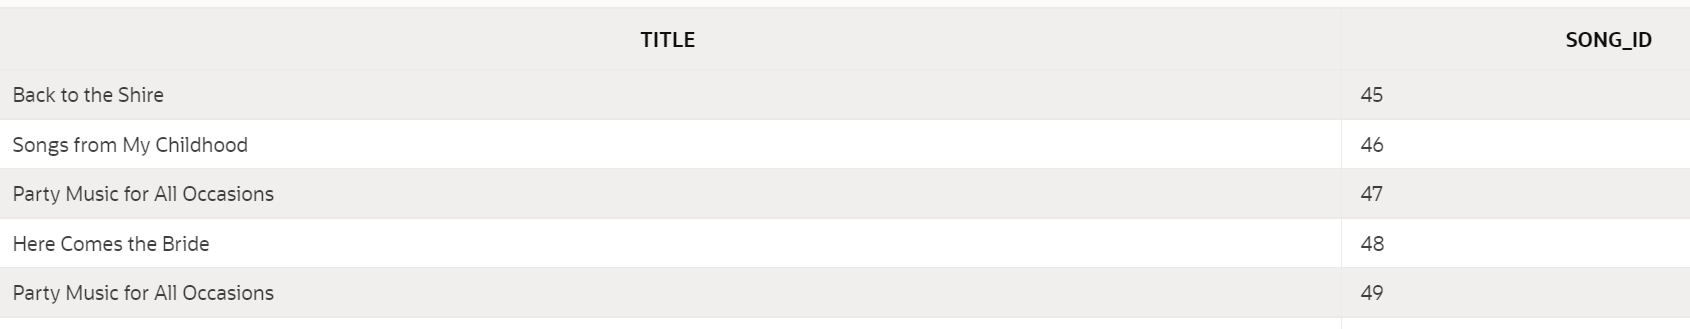 TITLE SONG_ID
Back to the Shire 45
Songs from My Childhood 46
Party Music for All Occasions 47
Here Comes the Bride 48
Party Music for All Occasions 49